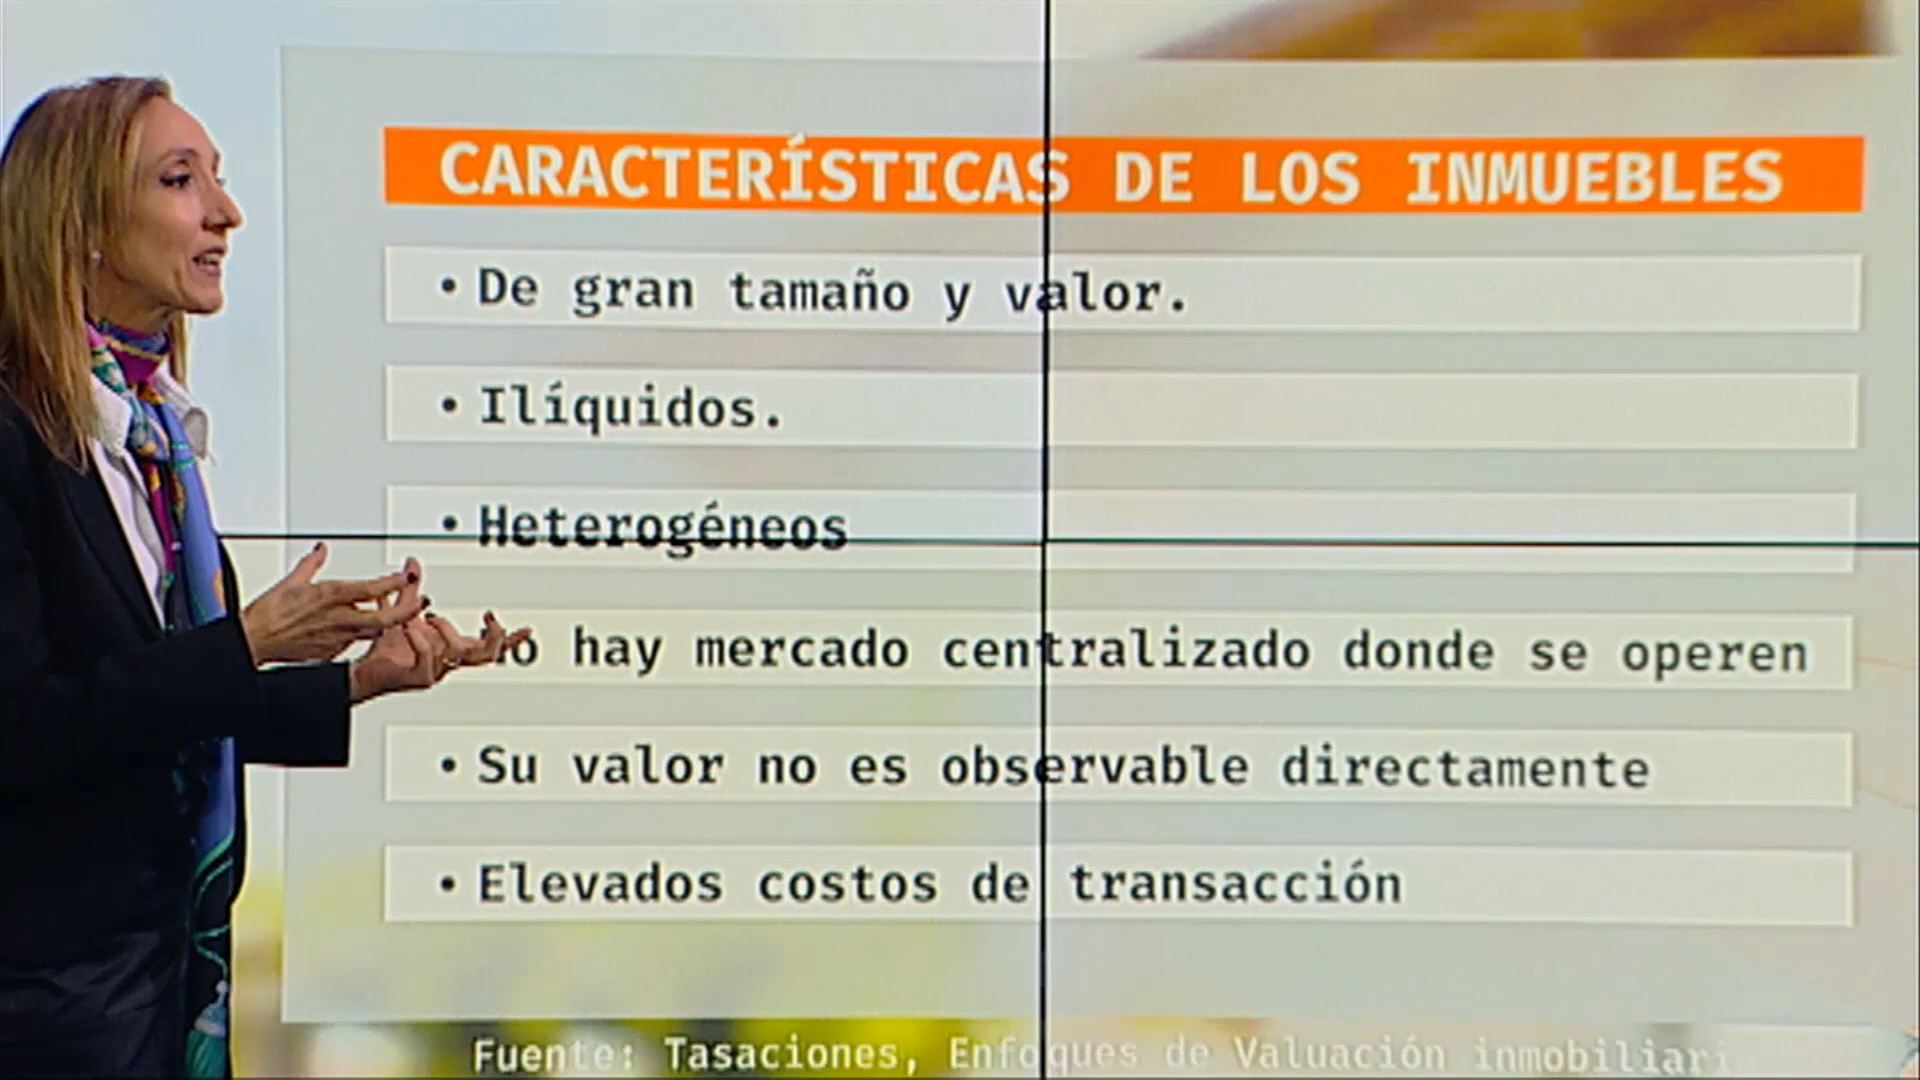 CARACTERÍSTICAS DE LOS INMUEBLES
• De gran tamaño y valor.
• Ilíquidos.
• Heterogéneos
hay mercado centralizado donde se operen
• Su valor no es observable directamente
• Elevados costos de transacción
Fuente: Tasaciones, Enfoques de Valuación